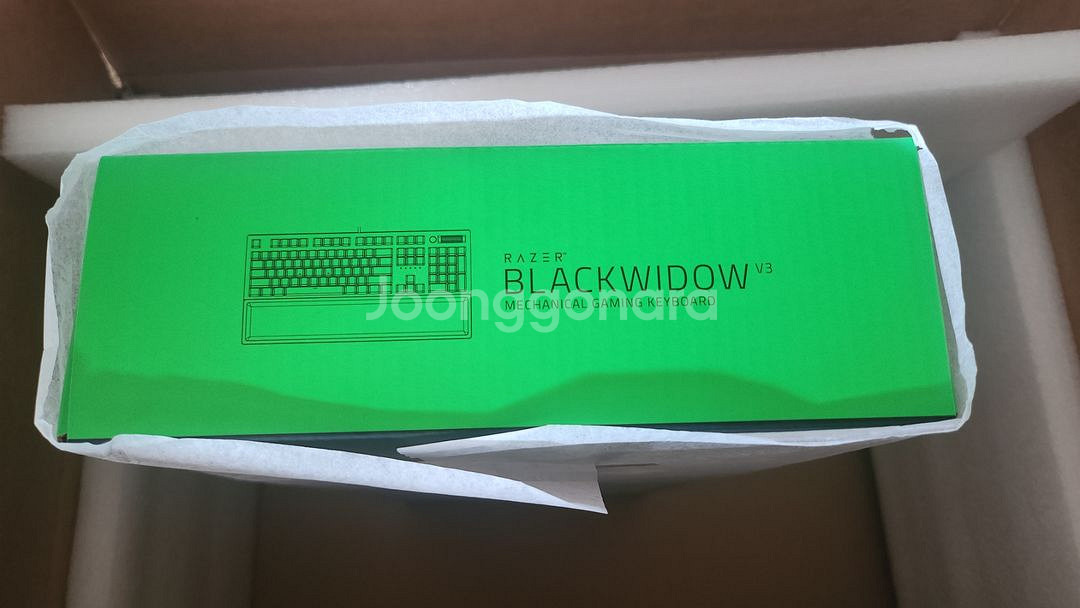 RAZER™
BLACKWIDOW V3
MECHANICAL GAMING KEYBOARD
Joonggonara